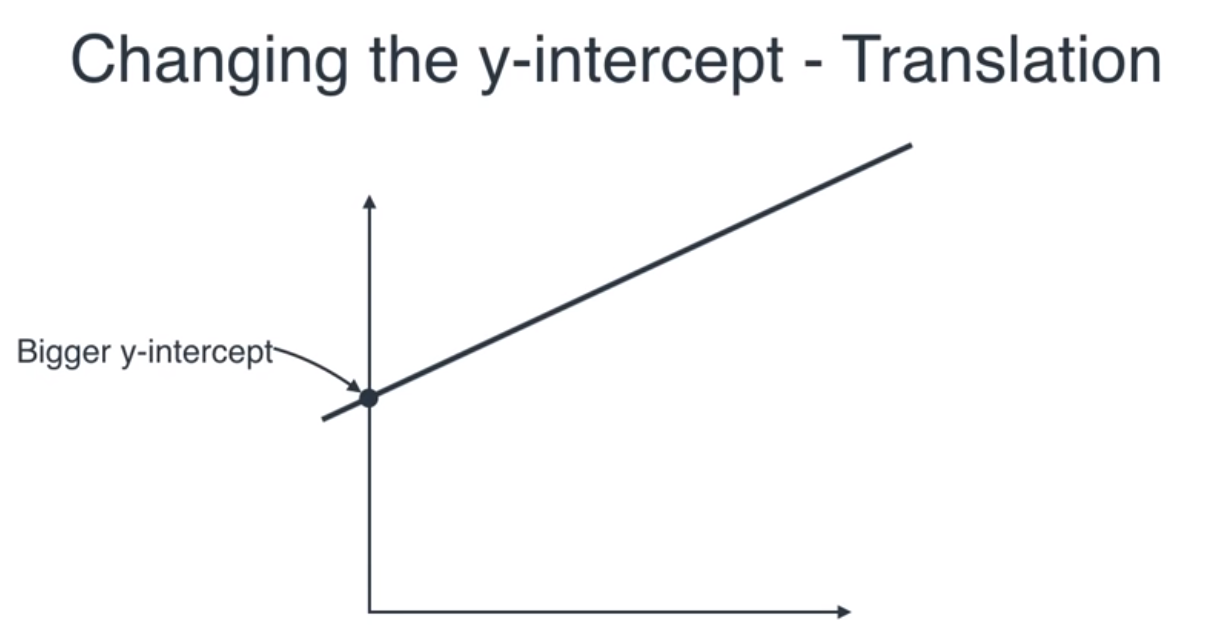 Changing the y-intercept - Translation
Bigger y-intercept